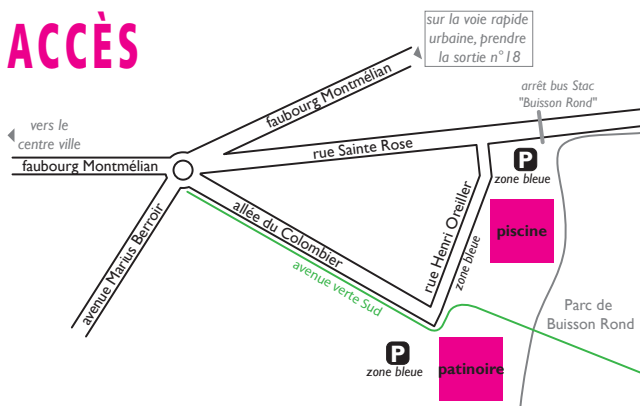 ACCÈS
sur la voie rapide
urbaine, prendre
la sortie n°18
faubourg Montmélian
arrêt bus Stac
"Buisson Rond"
vers le
centre ville
faubourg Montmélian
rue Sainte Rose
P
zone bleue
allée du Colombier
rue Henri Oreiller
zone bleue
piscine
avenue Marius Berroir
avenue verte Sud
Parc de
Buisson Rond
P
zone bleue
patinoire